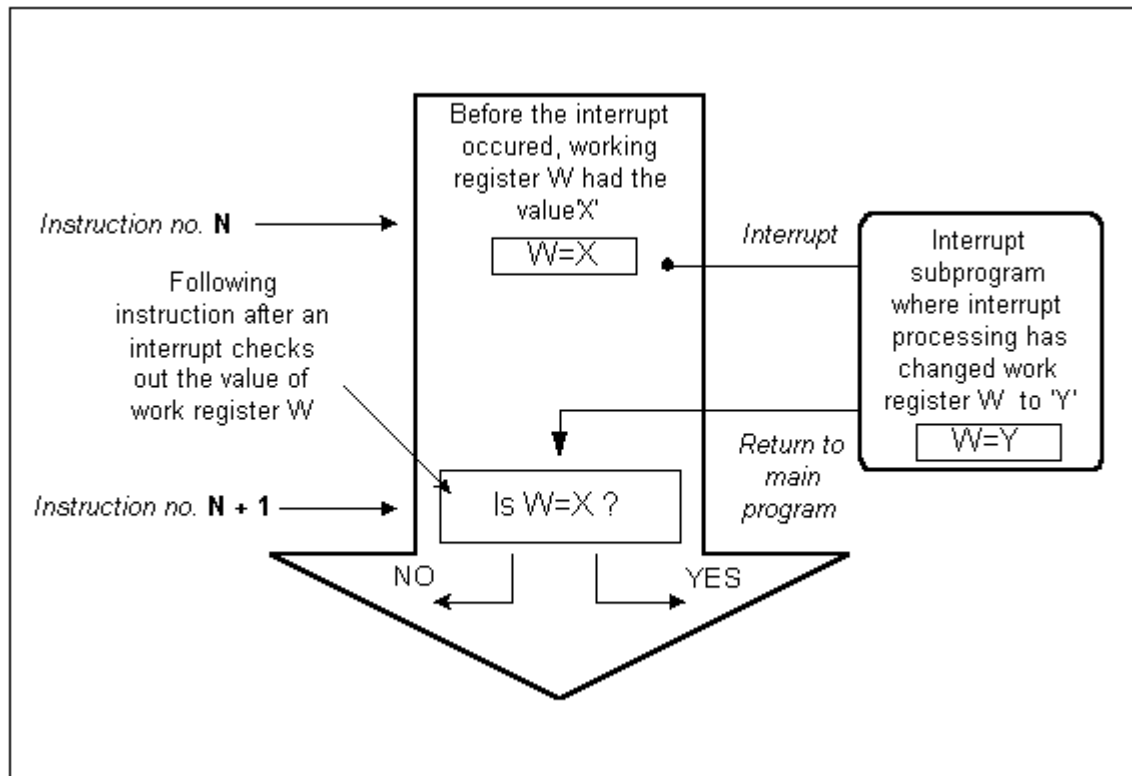 Before the interrupt
occured, working
register W had the
value'X'
W=X
Instruction no. N
Interrupt
Interrupt
subprogram
where interrupt
processing has
changed work
register W to 'Y'
W=Y
Following
instruction after an
interrupt checks
out the value of
work register W
Return to
main
program
Instruction no. N + 1
Is W=X ?
NO
YES